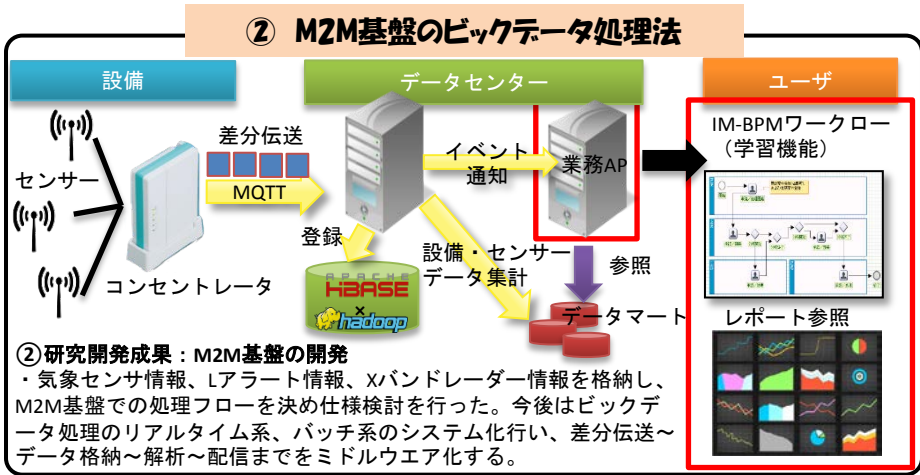 ② M2M基盤のビックデータ処理法
設備
データセンター
ユーザ
センサー
コンセントレータ
差分伝送
MQTT
イベント
通知
業務AP
登録
APACHE
HBASE
×
hadoop
設備・センサー
データ集計
参照
データマート
IM-BPMワークロー
（学習機能）
レポート参照
②研究開発成果：M2M基盤の開発
・気象センサ情報、Lアラート情報、Xバンドレーダー情報を格納し、
M2M基盤での処理フローを決め仕様検討を行った。今後はビックデ
ータ処理のリアルタイム系、バッチ系のシステム化行い、差分伝送～
データ格納～解析～配信までをミドルウエア化する。